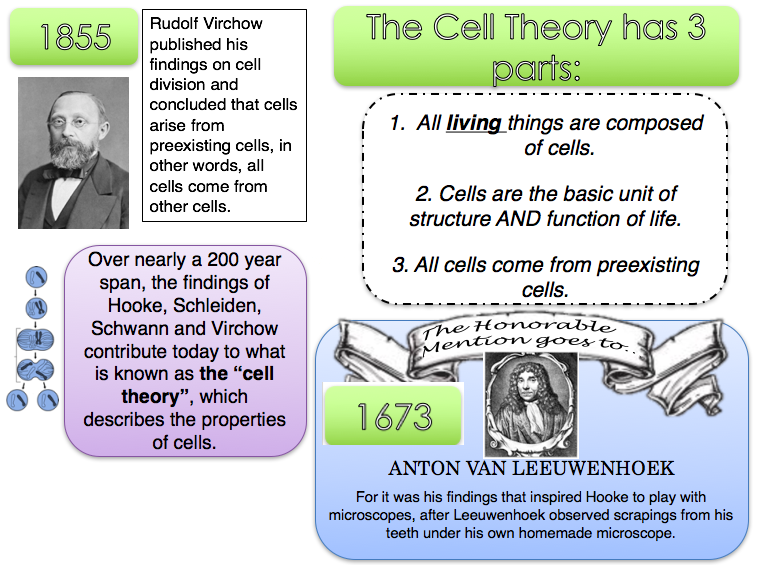 1855
Rudolf Virchow
published his
findings on cell
division and
concluded that cells
arise from
preexisting cells, in
other words, all
cells come from
other cells.
The Cell Theory has 3
parts:
1. All living things are composed
of cells.
2. Cells are the basic unit of
structure AND function of life.
3. All cells come from preexisting
cells.
Over nearly a 200 year
span, the findings of
Hooke, Schleiden,
Schwann and Virchow
contribute today to what
is known as the “cell
theory”, which
describes the properties
of cells.
The Honorable
Mention goes to...
1673
ANTON VAN LEEUWENHOEK
For it was his findings that inspired Hooke to play with
microscopes, after Leeuwenhoek observed scrapings from his
teeth under his own homemade microscope.